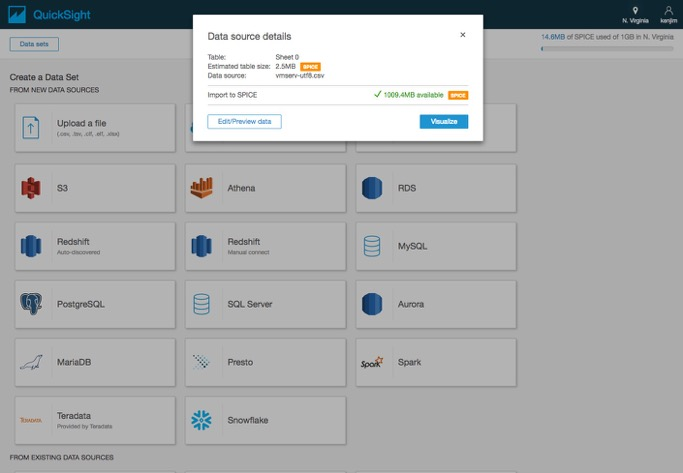 QuickSight
N. Virginia
kenjim
Data sets
14.6MB of SPICE used of 1GB in N. Virginia
Data source details
Table: Sheet 0
Estimated table size: 2.5MB SPICE
Data source: vmserv-utf8.csv
Import to SPICE
1009.4MB available SPICE
Edit/Preview data
Visualize
Create a Data Set
FROM NEW DATA SOURCES
Upload a file
(.csv, .tsv, .clf, .elf, .xlsx)
S3
Athena
RDS
Redshift
Auto-discovered
Redshift
Manual connect
MySQL
PostgreSQL
SQL Server
Aurora
MariaDB
Presto
Spark
Spark
TERADATA
Teradata
Provided by Teradata
Snowflake
FROM EXISTING DATA SOURCES